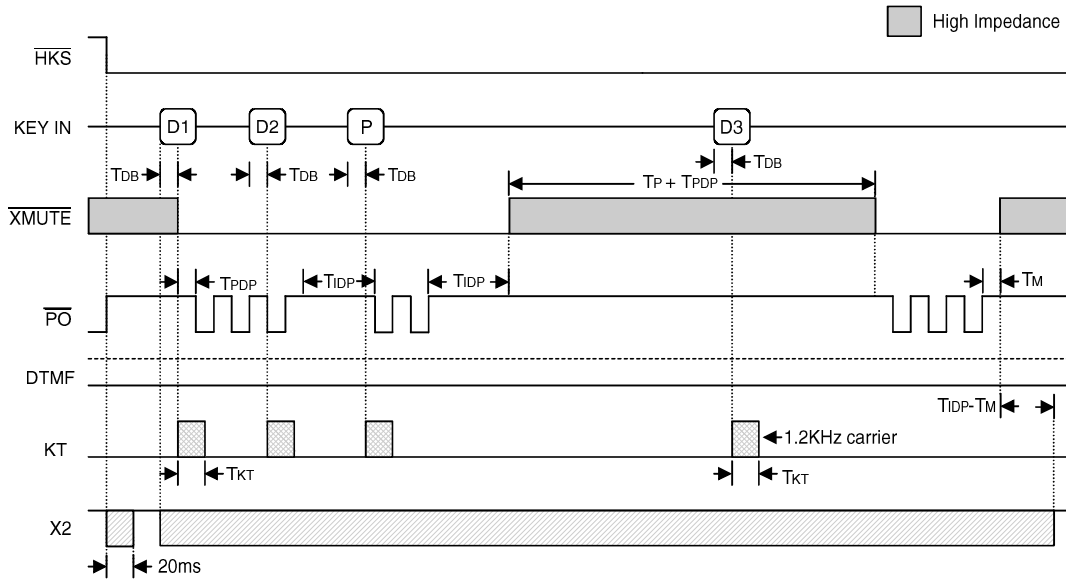 High Impedance
HKS
KEY IN D1 D2 P D3
TDB TDB TDB TDB
TP + TPDP
XMUTE
TPDP TIDP TIDP TM
PO
DTMF
TIDP-TM
KT 1.2KHz carrier
TKT TKT
X2
20ms